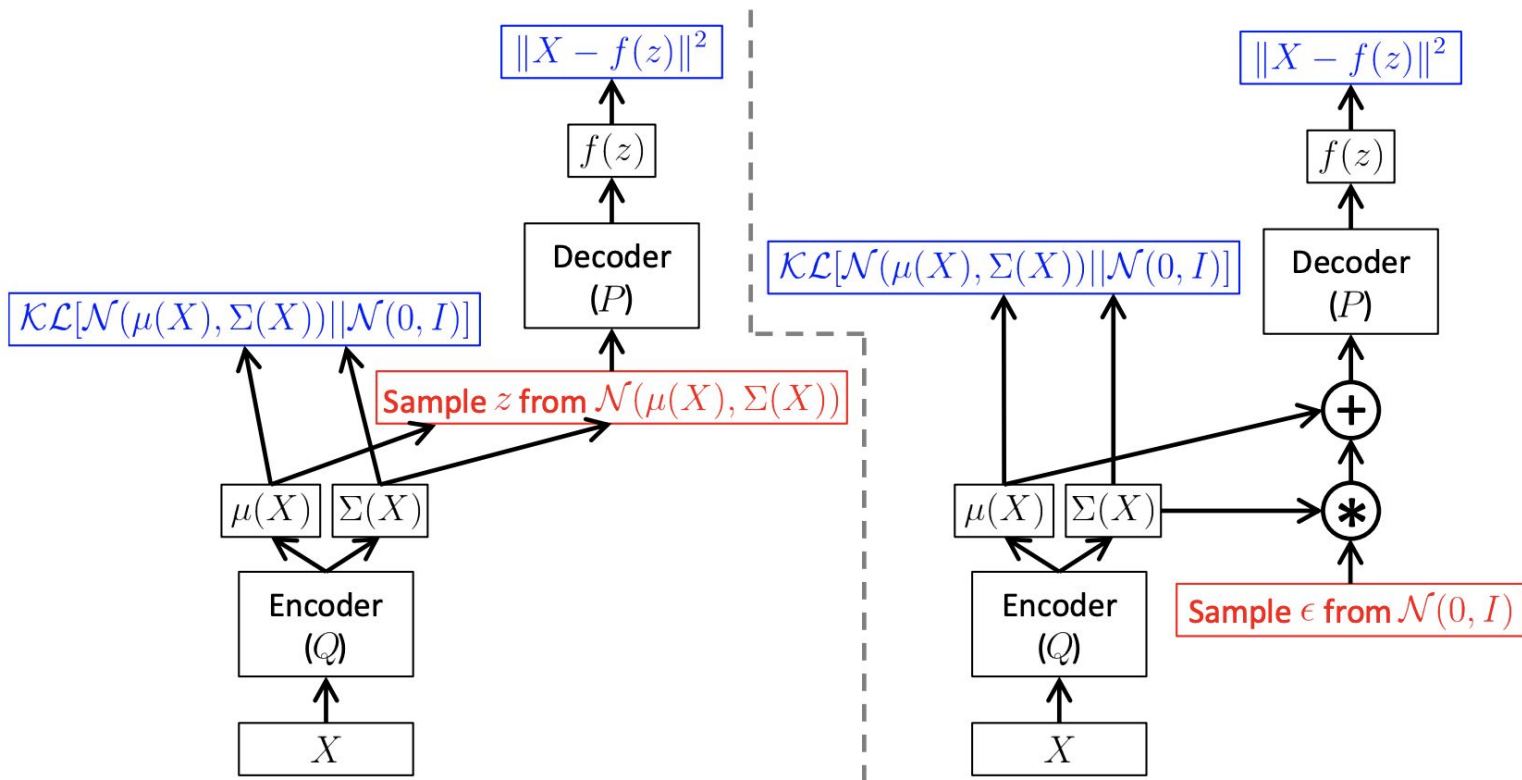 ‖X − f(z)‖²
f(z)
Decoder
(P)
𝒦ℒ[𝒩(μ(X), Σ(X))||𝒩(0, I)]
Sample z from 𝒩(μ(X), Σ(X))
μ(X)
Σ(X)
Encoder
(Q)
X
‖X − f(z)‖²
f(z)
Decoder
(P)
𝒦ℒ[𝒩(μ(X), Σ(X))||𝒩(0, I)]
+
*
μ(X)
Σ(X)
Sample ϵ from 𝒩(0, I)
Encoder
(Q)
X